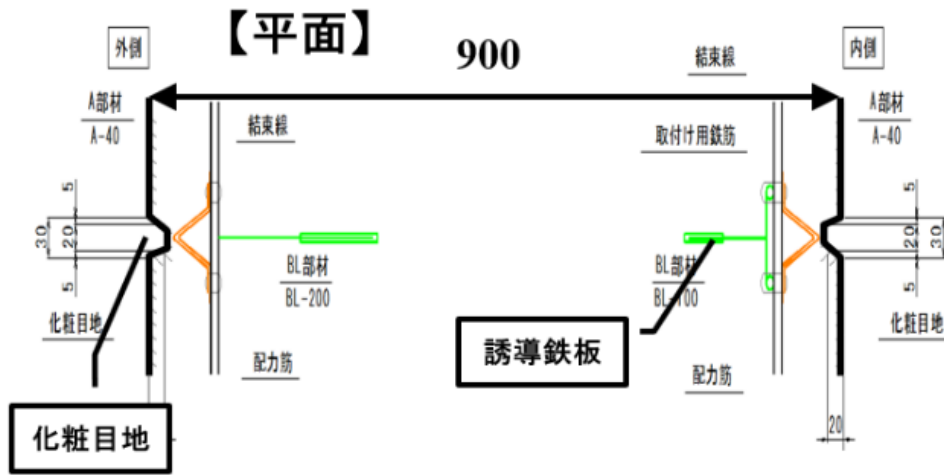 【平面】
900
外側
内側
結束線
A部材
A-40
A部材
A-40
結束線
取付け用鉄筋
5
30
20
5
5
20
30
5
BL部材
BL-200
BL部材
BL-100
化粧目地
化粧目地
誘導鉄板
配力筋
配力筋
化粧目地
20